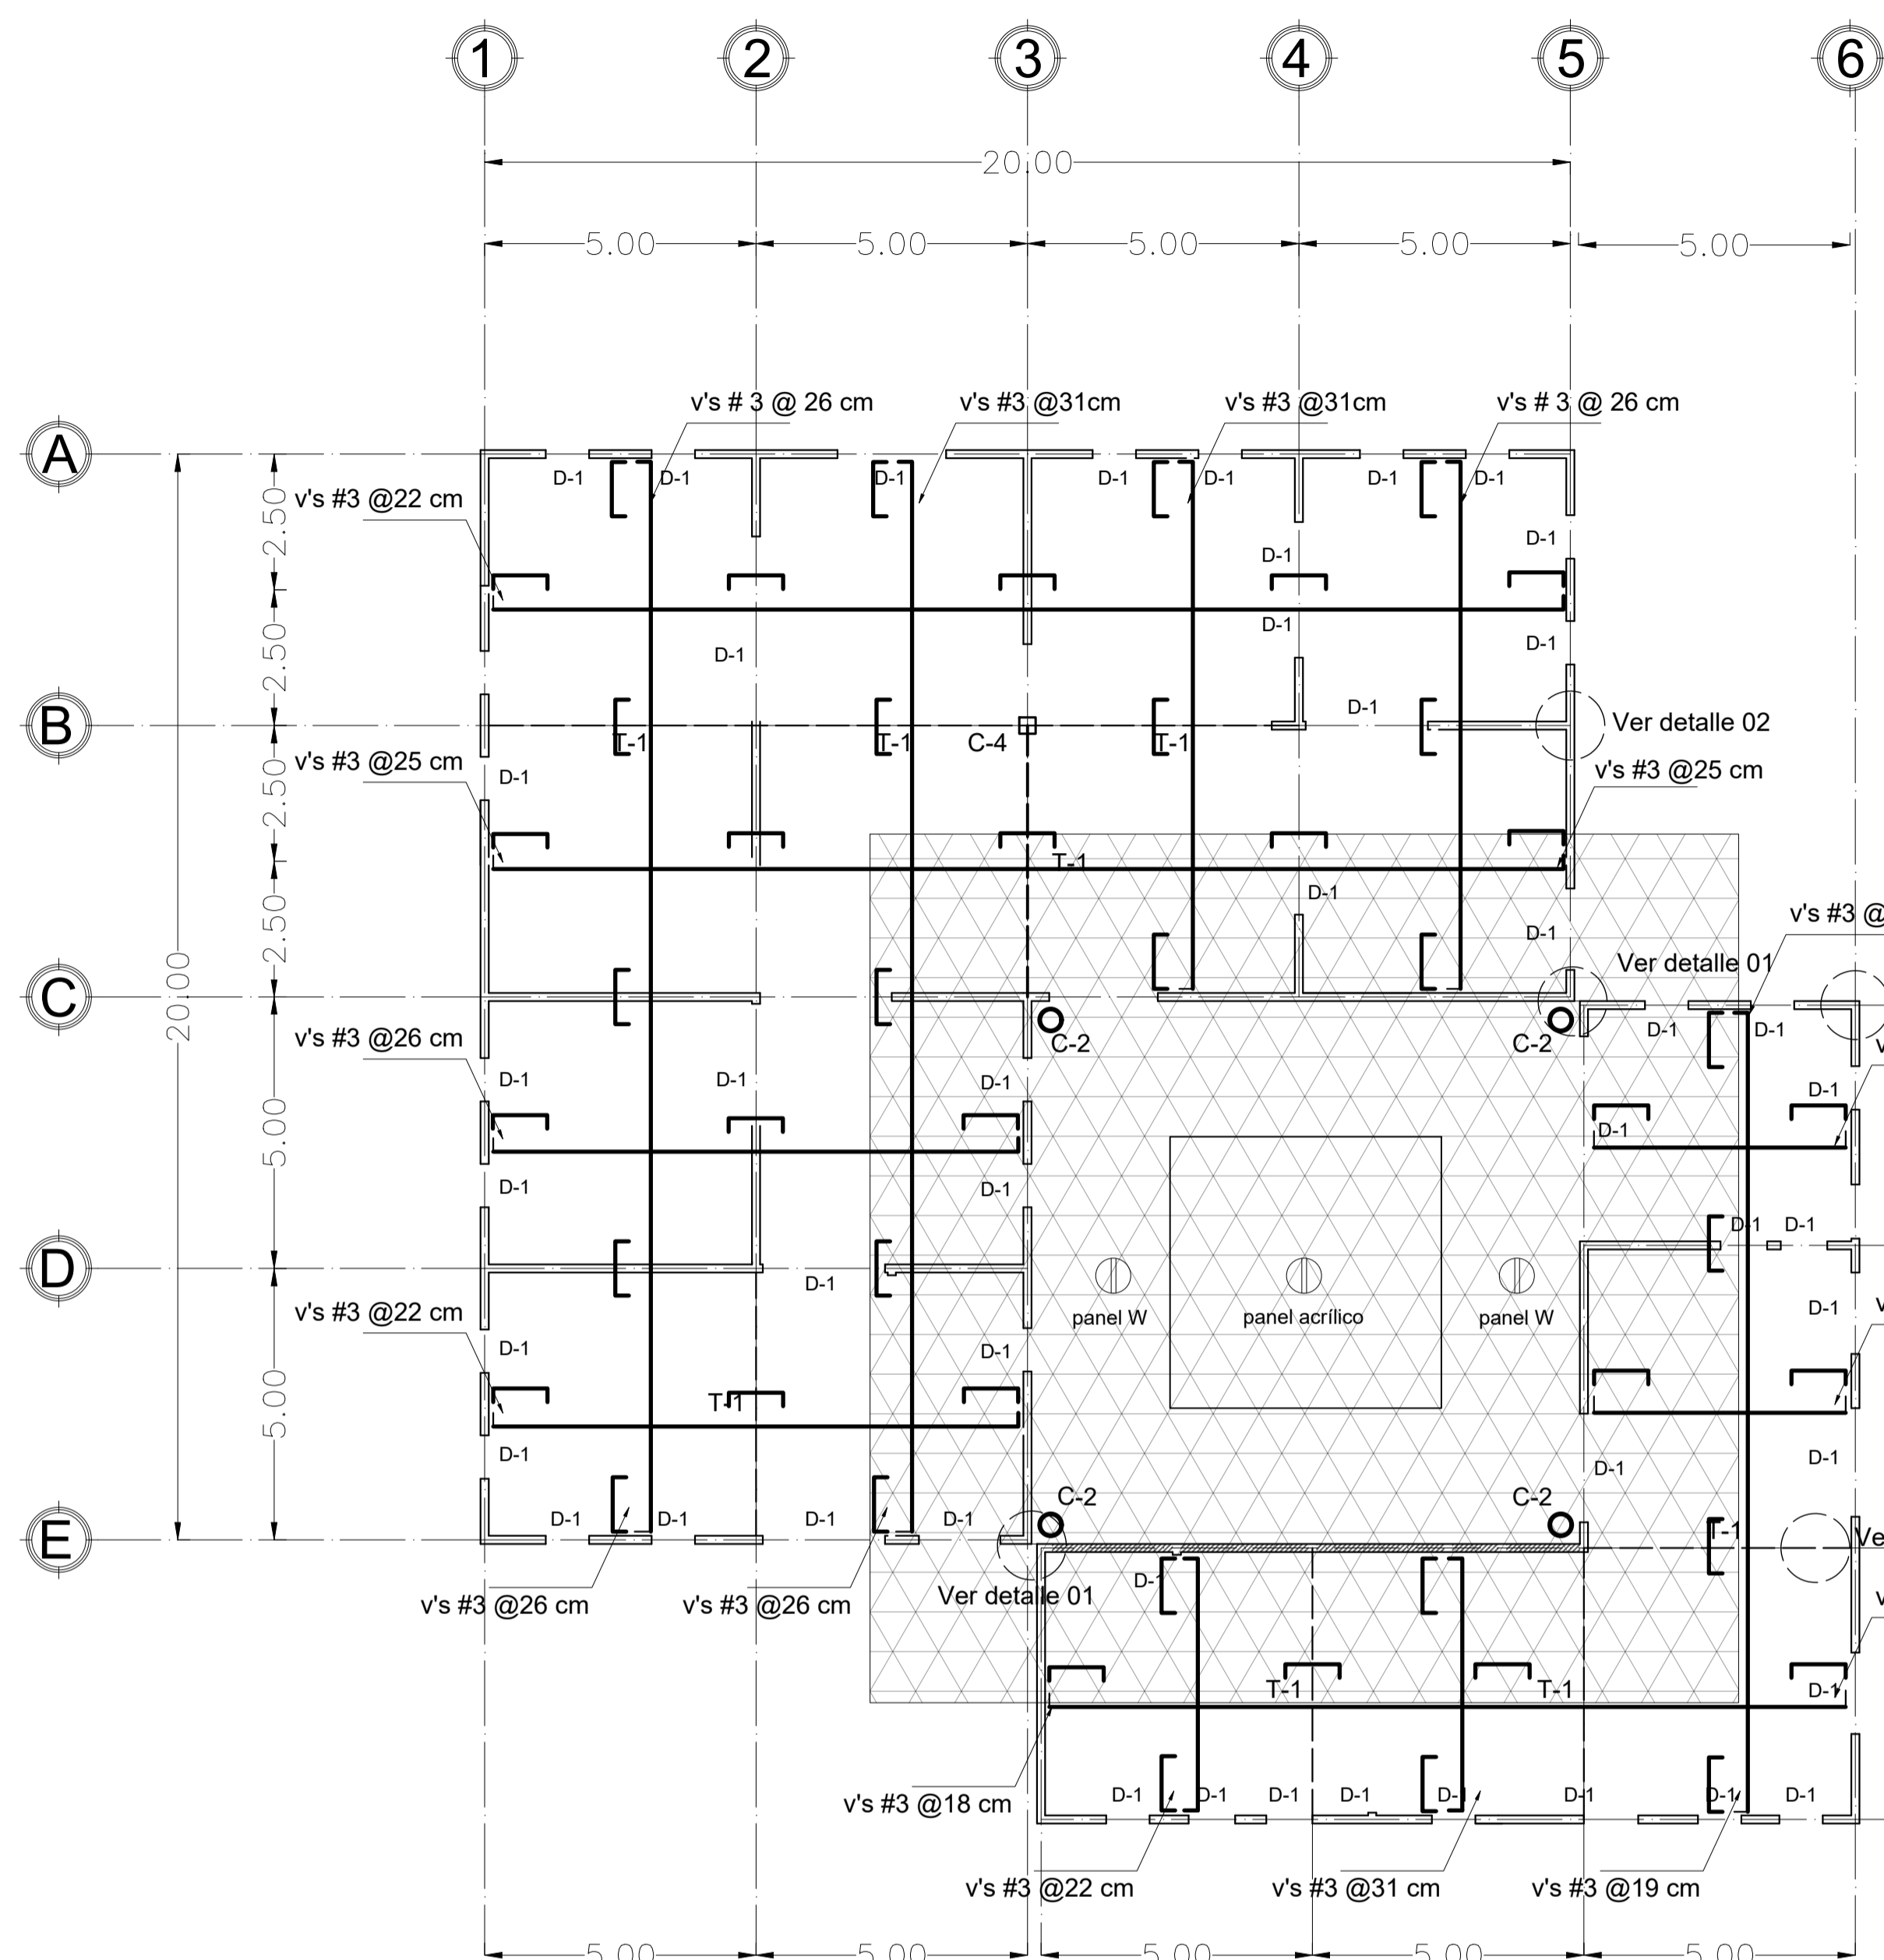 1 2 3 4 5 6
20.00
5.00 5.00 5.00 5.00 5.00
v's # 3 @ 26 cm v's #3 @31cm v's #3 @31cm v's # 3 @ 26 cm
A
D-1 D-1 D-1 D-1 D-1 D-1 D-1
v's #3 @22 cm
2.50
D-1
D-1
D-1
D-1
D-1
2.50
D-1
B
Ver detalle 02
T-1 T-1 C-4 T-1
v's #3 @25 cm
v's #3 @25 cm
D-1
2.50
T-1
D-1
v's #3 @
2.50
D-1
20.00
Ver detalle 01
C
D-1 D-1
C-2 C-2
v's #3 @26 cm
v
D-1 D-1 D-1
D-1
D-1
5.00
D-1 D-1
D-1 D-1
D
D-1
v's #3 @22 cm
panel W panel acrílico panel W
D-1
v
D-1 D-1
5.00
T-1
D-1
D-1
D-1
C-2 C-2
D-1 D-1 D-1 D-1
E
T-1
Ve
D-1
v's #3 @26 cm v's #3 @26 cm Ver detalle 01
v
T-1 T-1 D-1
D-1 D-1 D-1 D-1 D-1 D-1 D-1 D-1
v's #3 @18 cm
v's #3 @22 cm v's #3 @31 cm v's #3 @19 cm
5.00 5.00 5.00 5.00 5.00